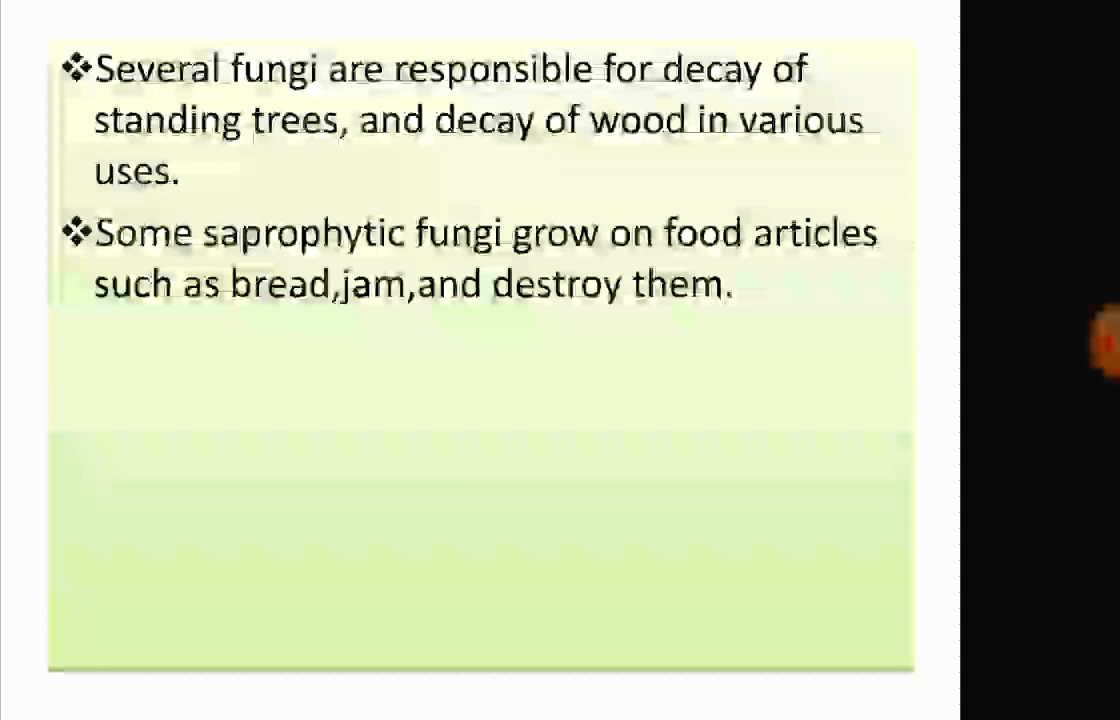 ❖Several fungi are responsible for decay of
standing trees, and decay of wood in various
uses.
❖Some saprophytic fungi grow on food articles
such as bread,jam,and destroy them.